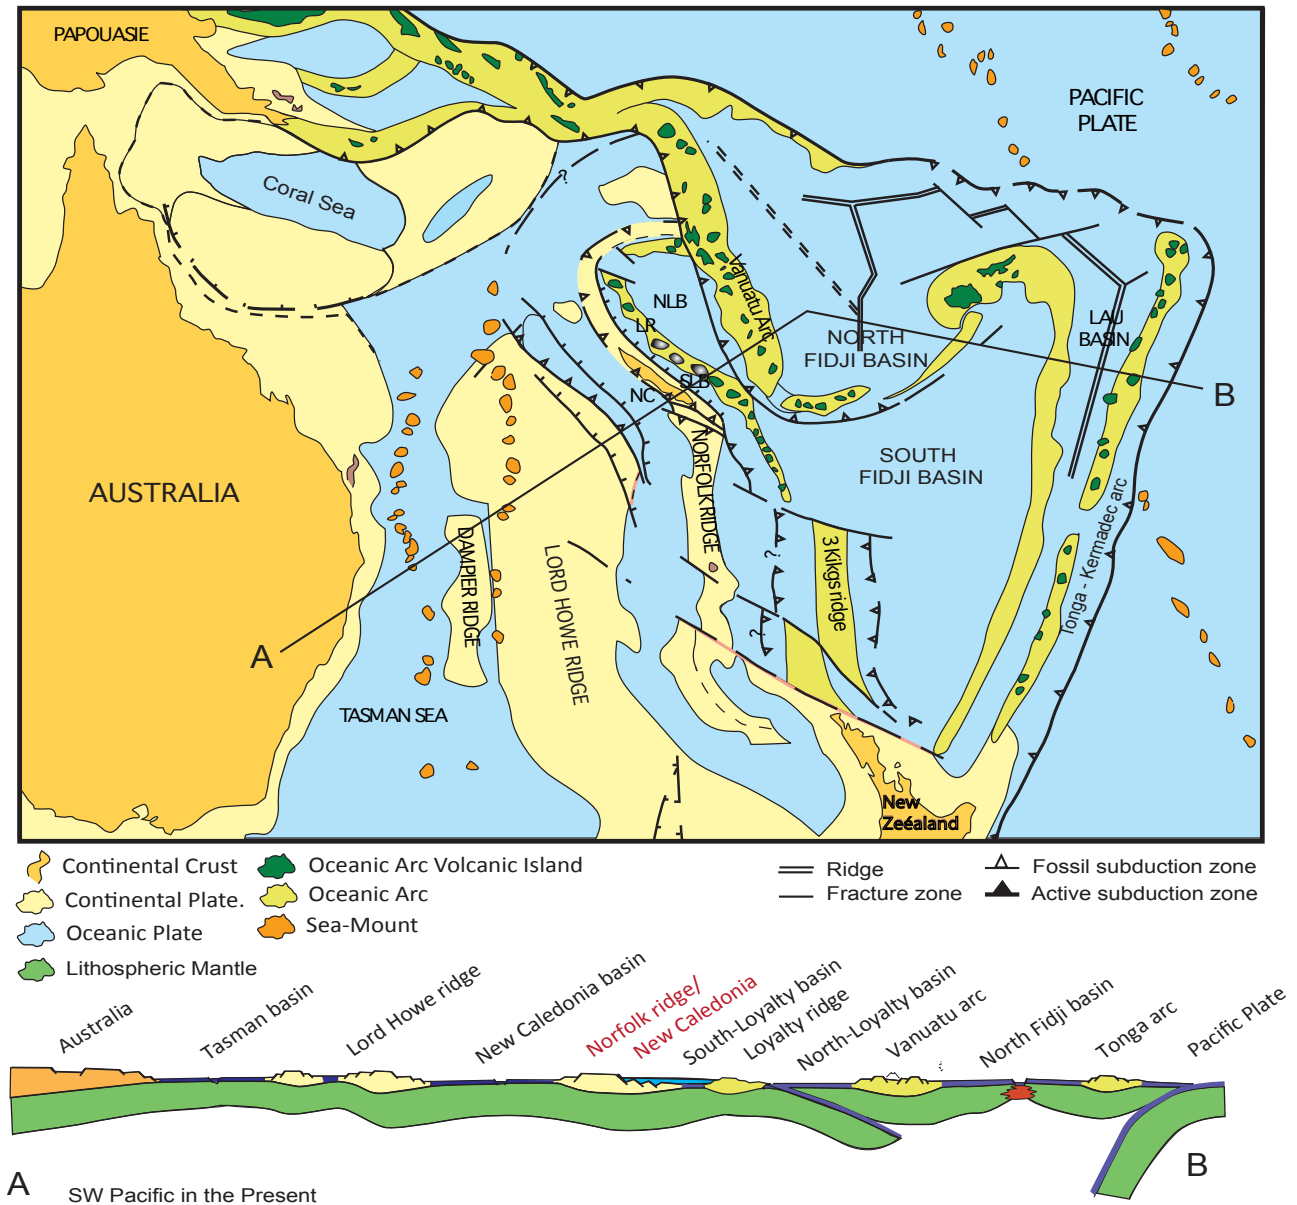 PAPOUASIE
PACIFIC
PLATE
Coral Sea
?
Vanuatu Arc
NLB
LR
NORTH
FIDJI BASIN
LAU
BASIN
SLB
NC
B
NORFOLK RIDGE
SOUTH
FIDJI BASIN
AUSTRALIA
Tonga - Kermadec arc
DAMPIER RIDGE
LORD HOWE RIDGE
?
3 Kikgs ridge
?
A
TASMAN SEA
?
New
Zeéaland
Continental Crust
Continental Plate.
Oceanic Plate
Lithospheric Mantle
Oceanic Arc Volcanic Island
Oceanic Arc
Sea-Mount
Ridge
Fracture zone
Fossil subduction zone
Active subduction zone
Australia
Tasman basin
Lord Howe ridge
New Caledonia basin
Norfolk ridge/
New Caledonia
South-Loyalty basin
Loyalty ridge
North-Loyalty basin
Vanuatu arc
North Fidji basin
Tonga arc
Pacific Plate
A
B
SW Pacific in the Present